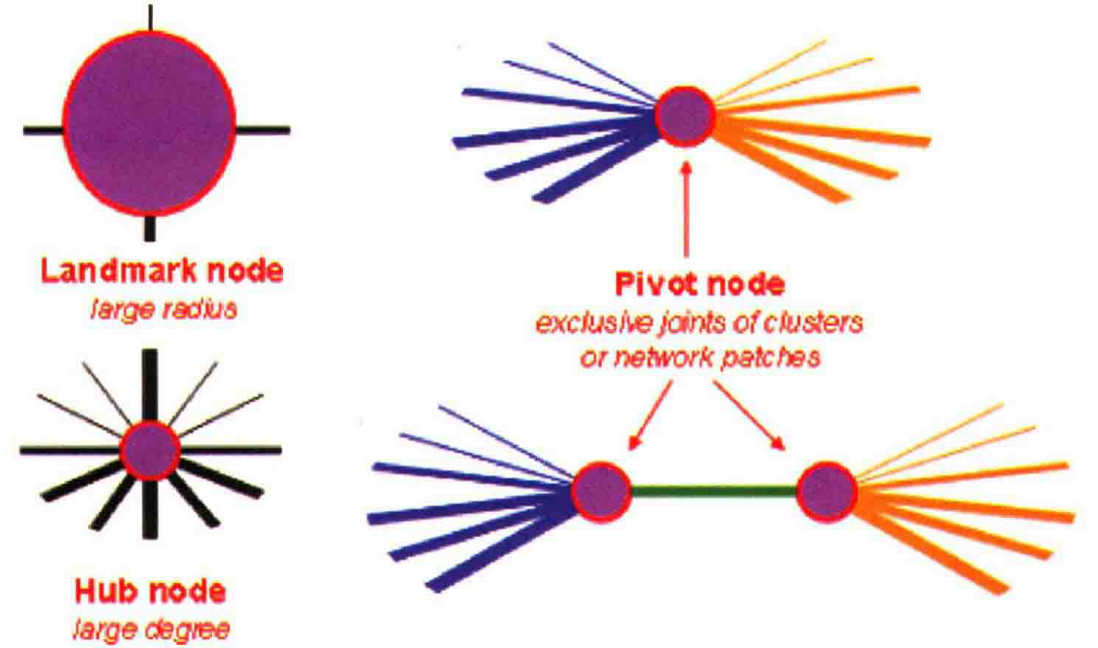 Landmark node
large radius
Pivot node
exclusive joints of clusters
or network patches
Hub node
large degree